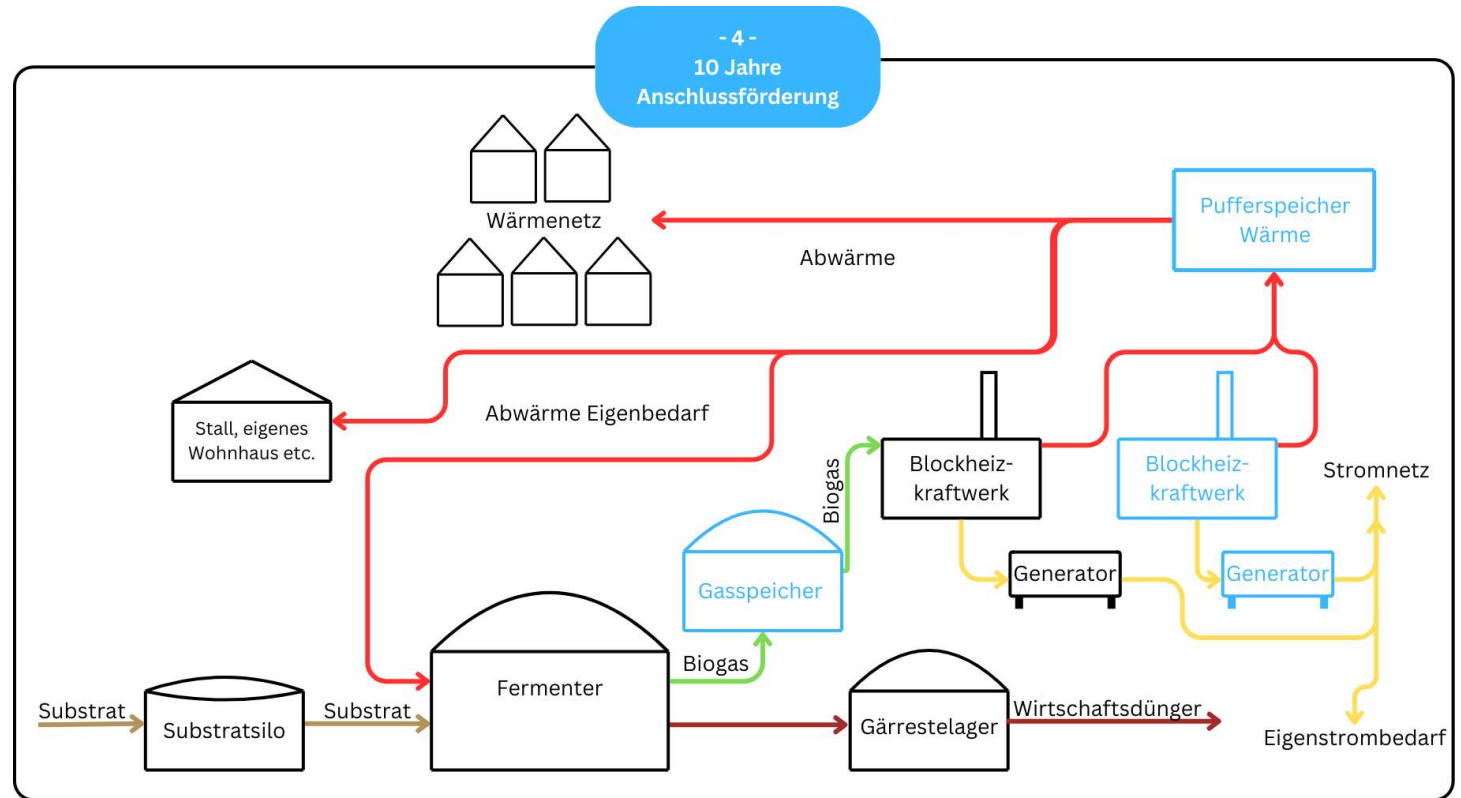 - 4 -
10 Jahre
Anschlussförderung
Wärmenetz
Pufferspeicher
Wärme
Abwärme
Stall, eigenes
Wohnhaus etc.
Abwärme Eigenbedarf
Biogas
Blockheiz-
kraftwerk
Blockheiz-
kraftwerk
Stromnetz
Gasspeicher
Generator
Generator
Biogas
Fermenter
Substrat
Substratsilo
Substrat
Gärrestelager
Wirtschaftsdünger
Eigenstrombedarf